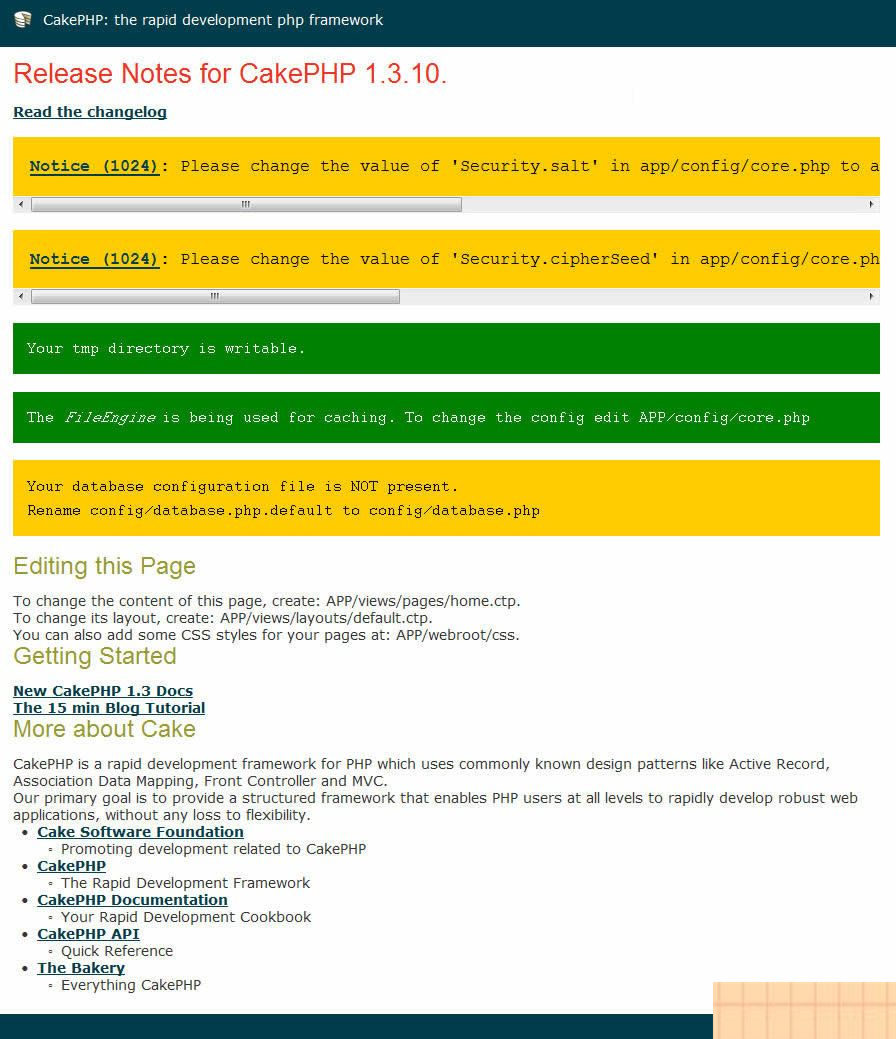 CakePHP: the rapid development php framework
Release Notes for CakePHP 1.3.10.
Read the changelog
Notice (1024): Please change the value of 'Security.salt' in app/config/core.php to a
Notice (1024): Please change the value of 'Security.cipherSeed' in app/config/core.ph
Your tmp directory is writable.
The FileEngine is being used for caching. To change the config edit APP/config/core.php
Your database configuration file is NOT present.
Rename config/database.php.default to config/database.php
Editing this Page
To change the content of this page, create: APP/views/pages/home.ctp.
To change its layout, create: APP/views/layouts/default.ctp.
You can also add some CSS styles for your pages at: APP/webroot/css.
Getting Started
New CakePHP 1.3 Docs
The 15 min Blog Tutorial
More about Cake
CakePHP is a rapid development framework for PHP which uses commonly known design patterns like Active Record,
Association Data Mapping, Front Controller and MVC.
Our primary goal is to provide a structured framework that enables PHP users at all levels to rapidly develop robust web
applications, without any loss to flexibility.
• Cake Software Foundation
◦ Promoting development related to CakePHP
• CakePHP
◦ The Rapid Development Framework
• CakePHP Documentation
◦ Your Rapid Development Cookbook
• CakePHP API
◦ Quick Reference
• The Bakery
◦ Everything CakePHP